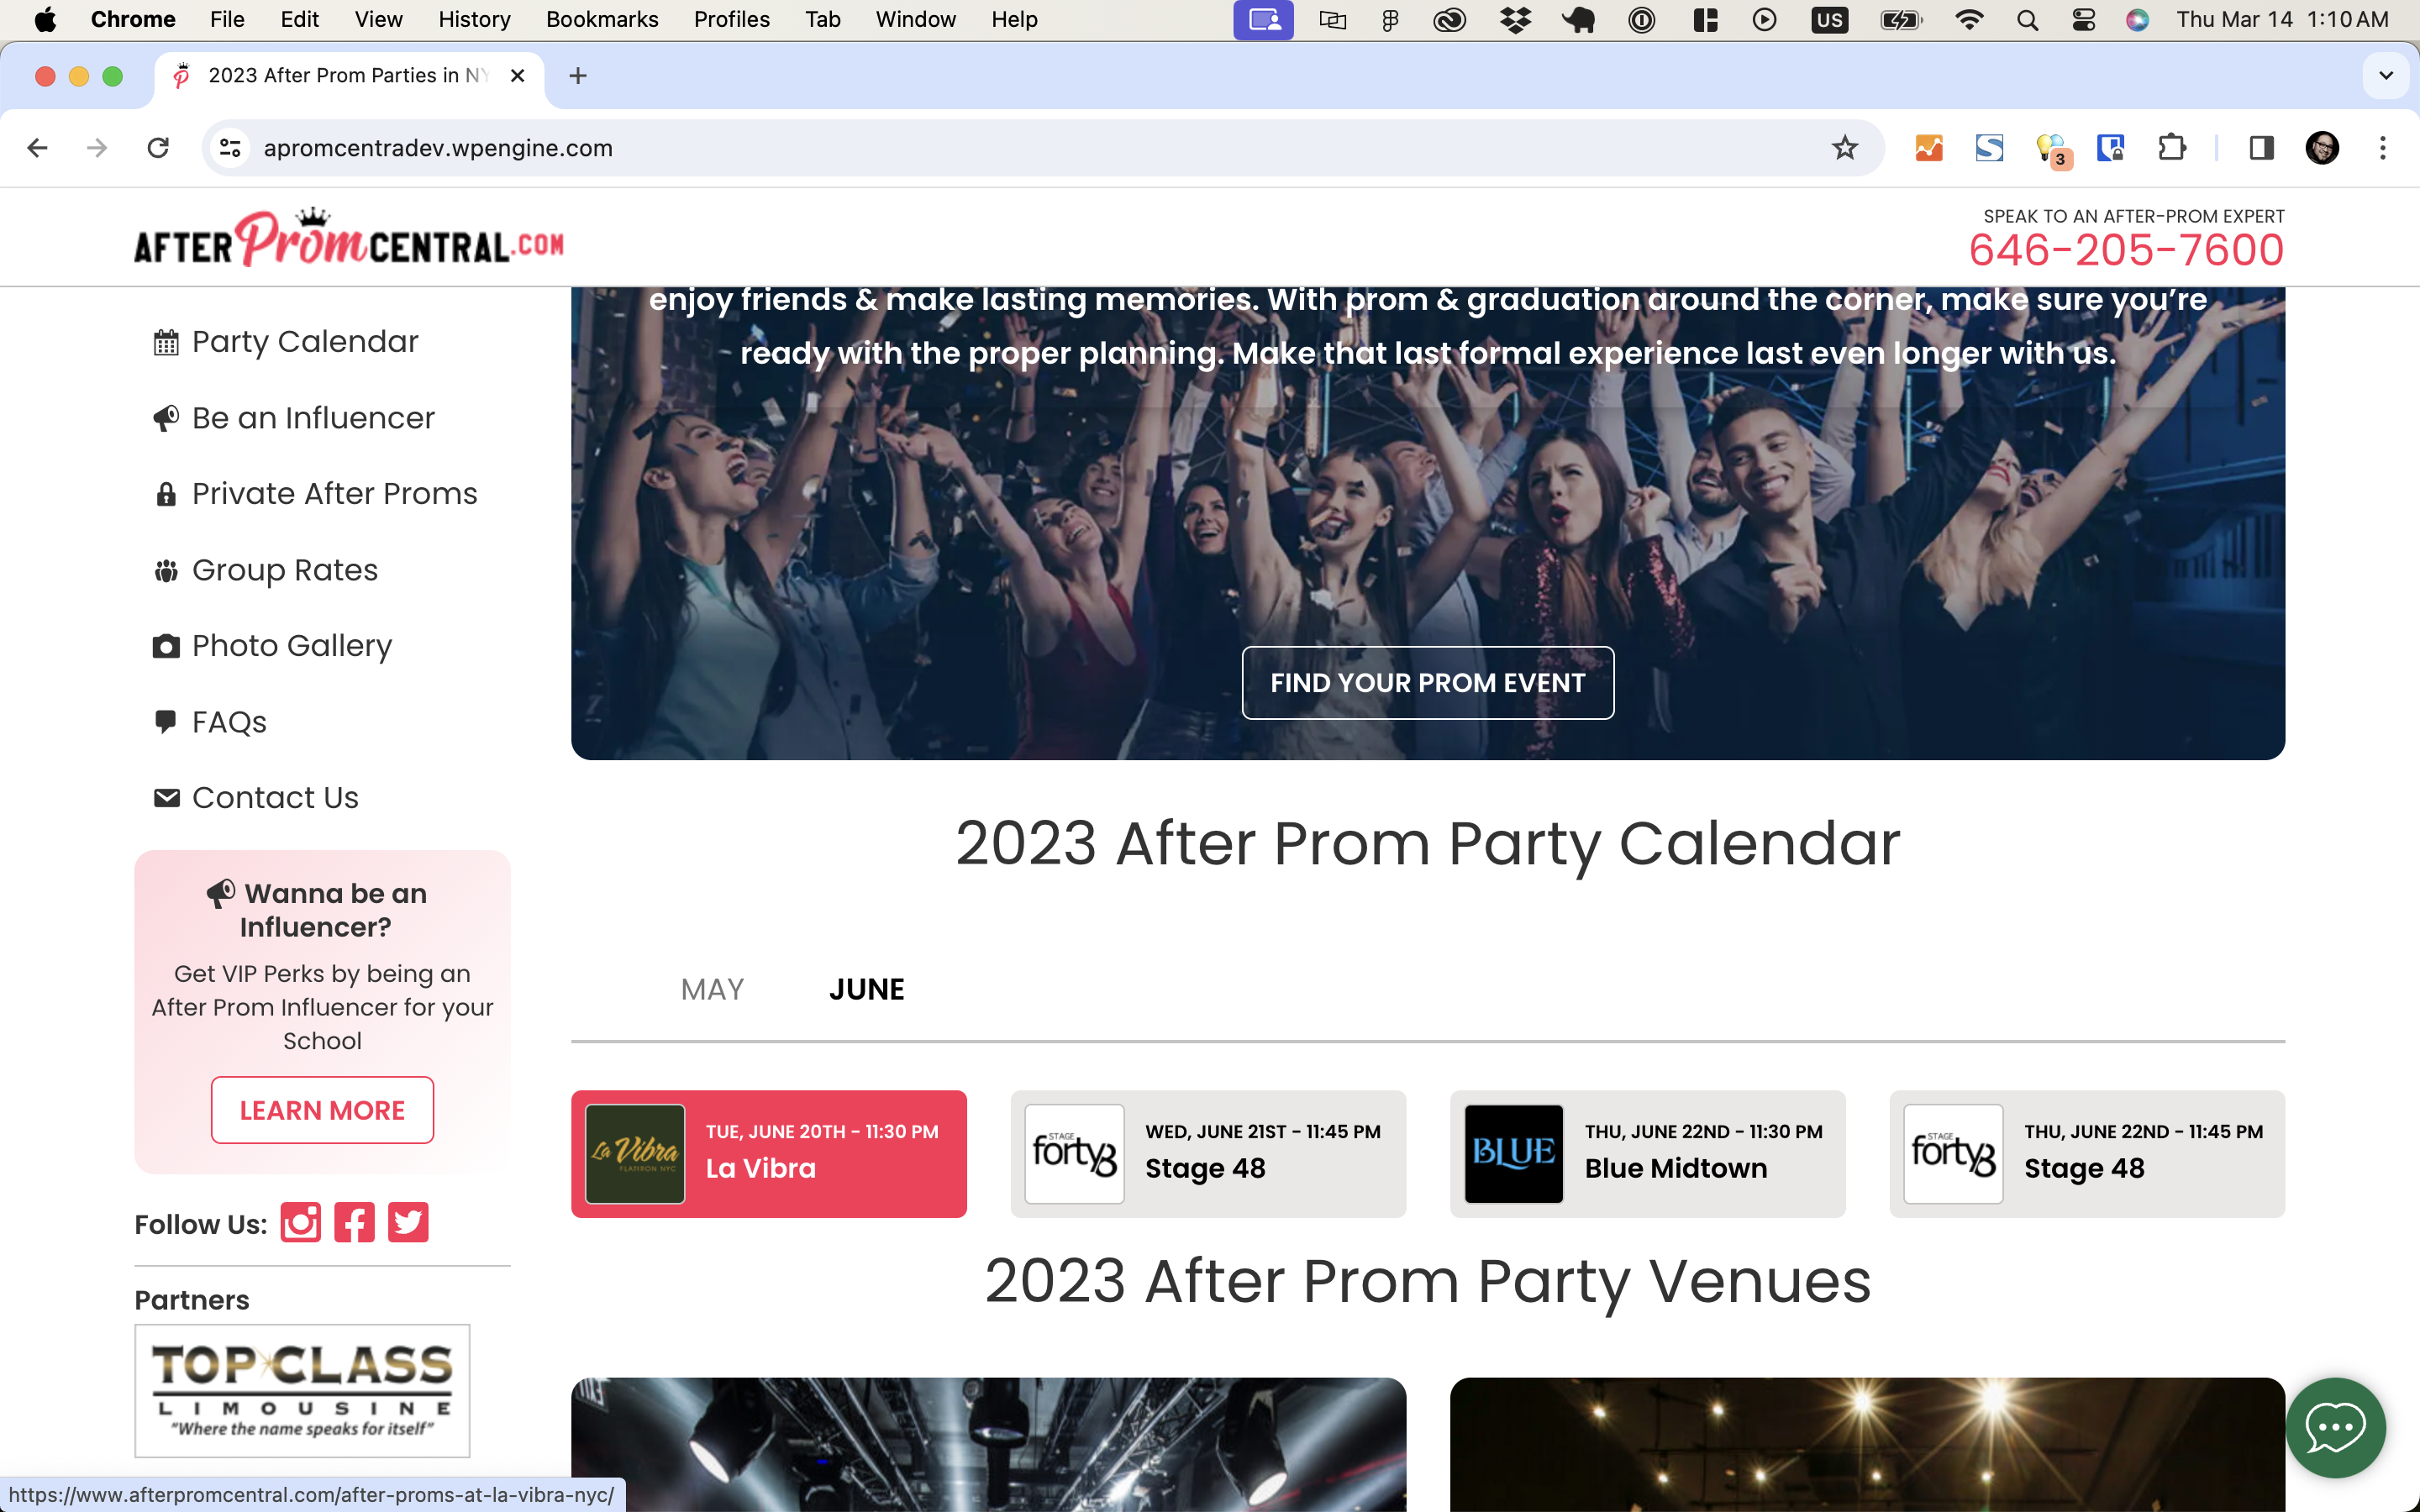 Chrome File Edit View History Bookmarks Profiles Tab Window Help US Thu Mar 14 1:10 AM
2023 After Prom Parties in NY
apromcentradev.wpengine.com
3
AFTER Prom CENTRAL.COM
SPEAK TO AN AFTER-PROM EXPERT
646-205-7600
Party Calendar
Be an Influencer
Private After Proms
Group Rates
Photo Gallery
FAQs
Contact Us
Wanna be an
Influencer?
Get VIP Perks by being an
After Prom Influencer for your
School
LEARN MORE
Follow Us:
Partners
TOP CLASS
LIMOUSINE
"Where the name speaks for itself"
enjoy friends & make lasting memories. With prom & graduation around the corner, make sure you're
ready with the proper planning. Make that last formal experience last even longer with us.
FIND YOUR PROM EVENT
2023 After Prom Party Calendar
MAY JUNE
La Vibra
FLATIRON NYC
TUE, JUNE 20TH - 11:30 PM
La Vibra
STAGE
forty8
WED, JUNE 21ST - 11:45 PM
Stage 48
BLUE
THU, JUNE 22ND - 11:30 PM
Blue Midtown
STAGE
forty8
THU, JUNE 22ND - 11:45 PM
Stage 48
2023 After Prom Party Venues
https://www.afterpromcentral.com/after-proms-at-la-vibra-nyc/